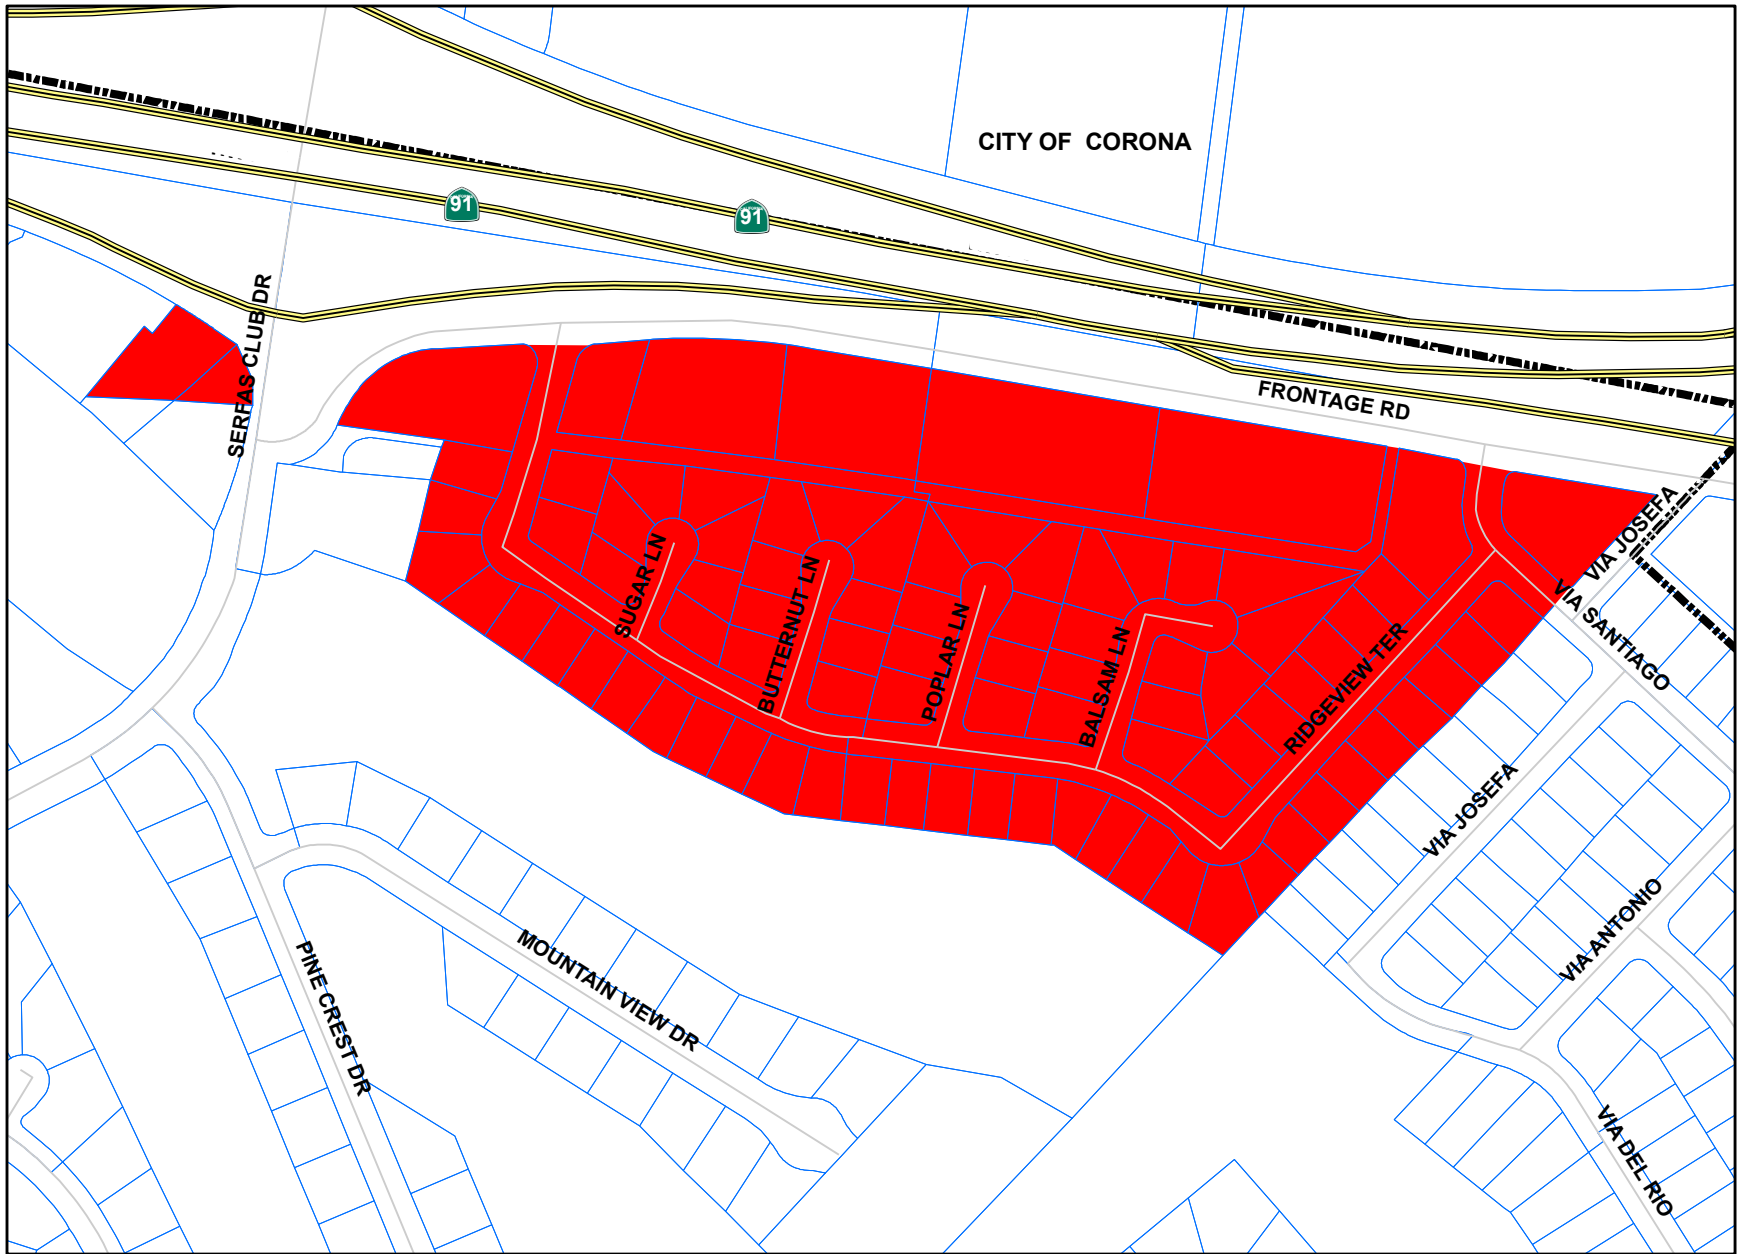 CITY OF CORONA
91
91
SERFAS CLUB DR
FRONTAGE RD
VIA JOSEFA
VIA SANTIAGO
SUGAR LN
BUTTERNUT LN
POPLAR LN
BALSAM LN
RIDGEVIEW TER
VIA JOSEFA
VIA ANTONIO
MOUNTAIN VIEW DR
PINE CREST DR
VIA DEL RIO